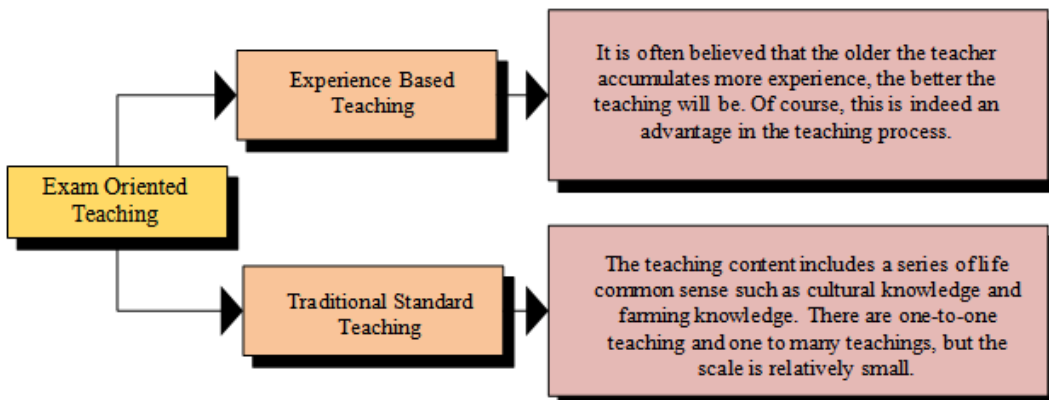 Experience Based
Teaching
It is often believed that the older the teacher
accumulates more experience, the better the
teaching will be. Of course, this is indeed an
advantage in the teaching process.
Exam Oriented
Teaching
Traditional Standard
Teaching
The teaching content includes a series of life
common sense such as cultural knowledge and
farming knowledge. There are one-to-one
teaching and one to many teachings, but the
scale is relatively small.